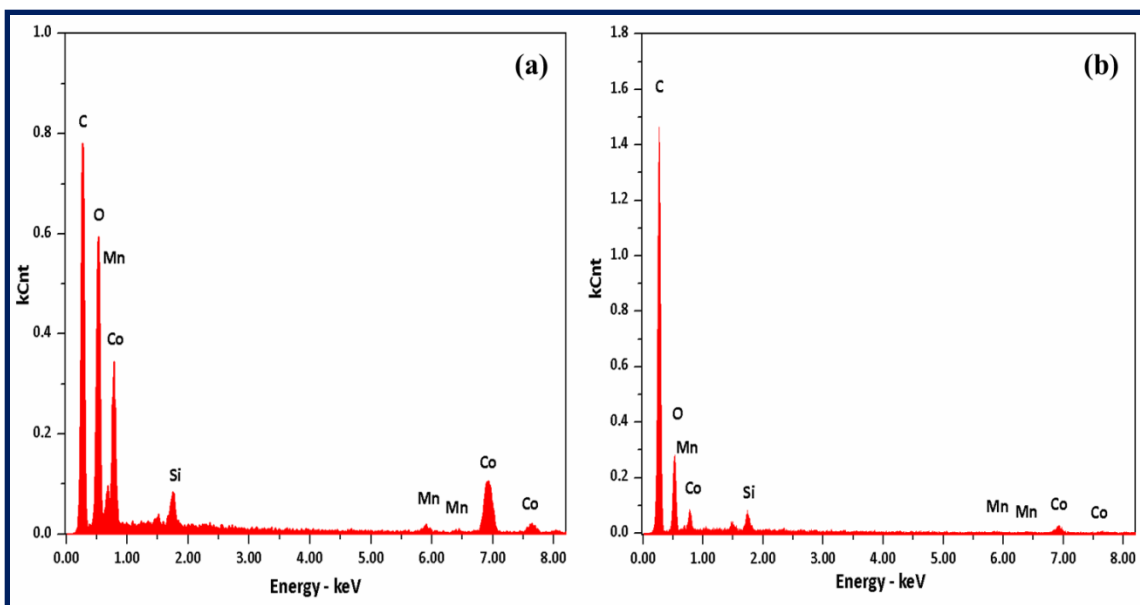 (a)
kCnt
1.0
0.8
0.6
0.4
0.2
0.0
C
O
Mn
Co
Si
Mn
Mn
Co
Co
0.00 1.00 2.00 3.00 4.00 5.00 6.00 7.00 8.00
Energy - keV
(b)
kCnt
1.8
1.6
1.4
1.2
1.0
0.8
0.6
0.4
0.2
0.0
C
O
Mn
Co
Si
Mn
Mn
Co
Co
0.00 1.00 2.00 3.00 4.00 5.00 6.00 7.00 8.00
Energy - keV